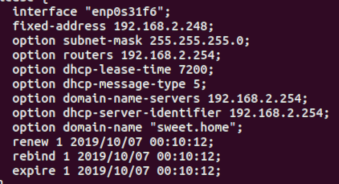 interface "enp0s31f6";
fixed-address 192.168.2.248;
option subnet-mask 255.255.255.0;
option routers 192.168.2.254;
option dhcp-lease-time 7200;
option dhcp-message-type 5;
option domain-name-servers 192.168.2.254;
option dhcp-server-identifier 192.168.2.254;
option domain-name "sweet.home";
renew 1 2019/10/07 00:10:12;
rebind 1 2019/10/07 00:10:12;
expire 1 2019/10/07 00:10:12;